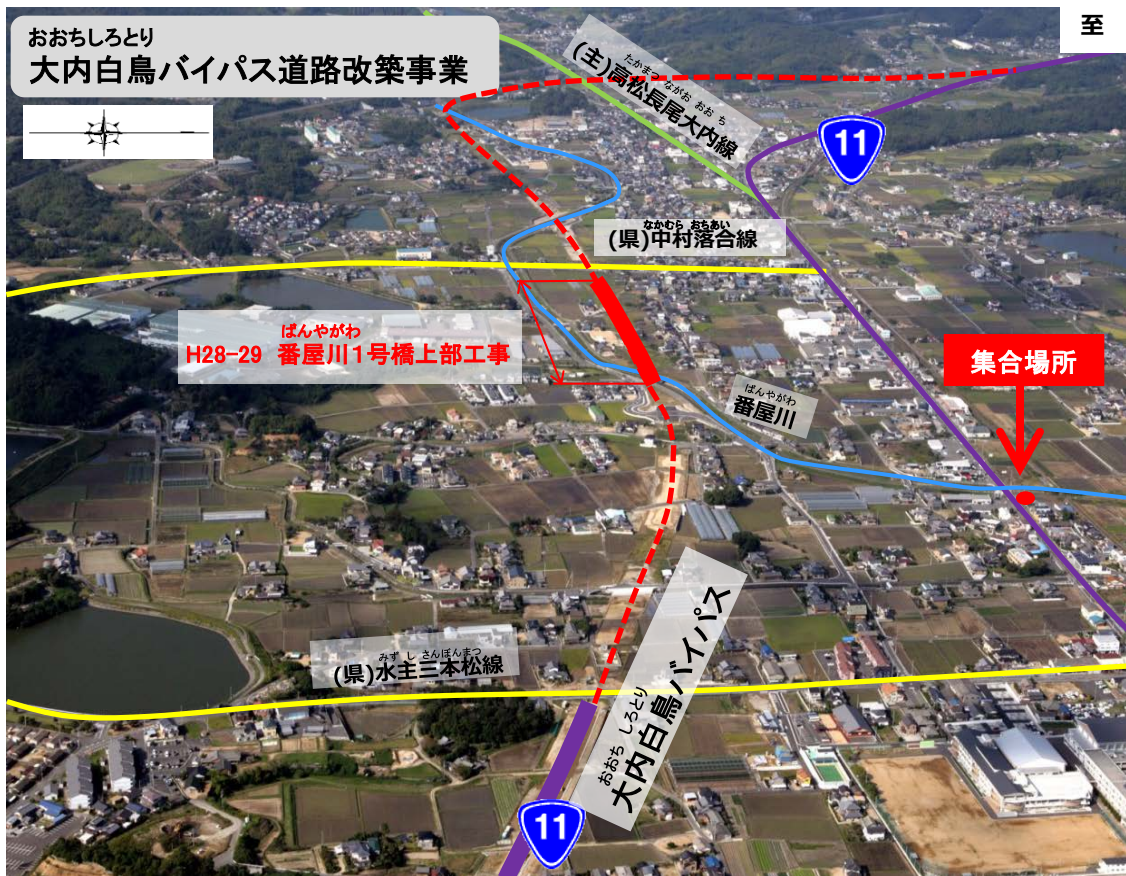 おおちしろとり
大内白鳥バイパス道路改築事業
至
たかまつ ながお おおち
(主)高松長尾大内線
11
なかむら おちあい
(県)中村落合線
ばんやがわ
H28-29 番屋川1号橋上部工事
集合場所
ばんやがわ
番屋川
みずし さんぼんまつ
(県)水主三本松線
おおち しろとり
大内白鳥バイパス
11